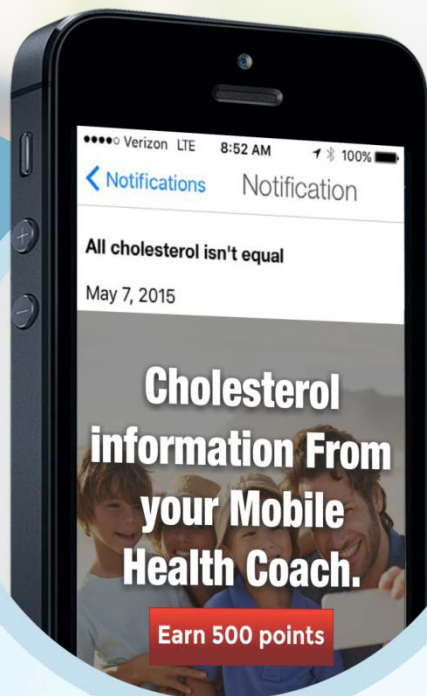 Verizon LTE 8:52 AM 100%
Notifications Notification
All cholesterol isn't equal
May 7, 2015
Cholesterol
information From
your Mobile
Health Coach.
Earn 500 points